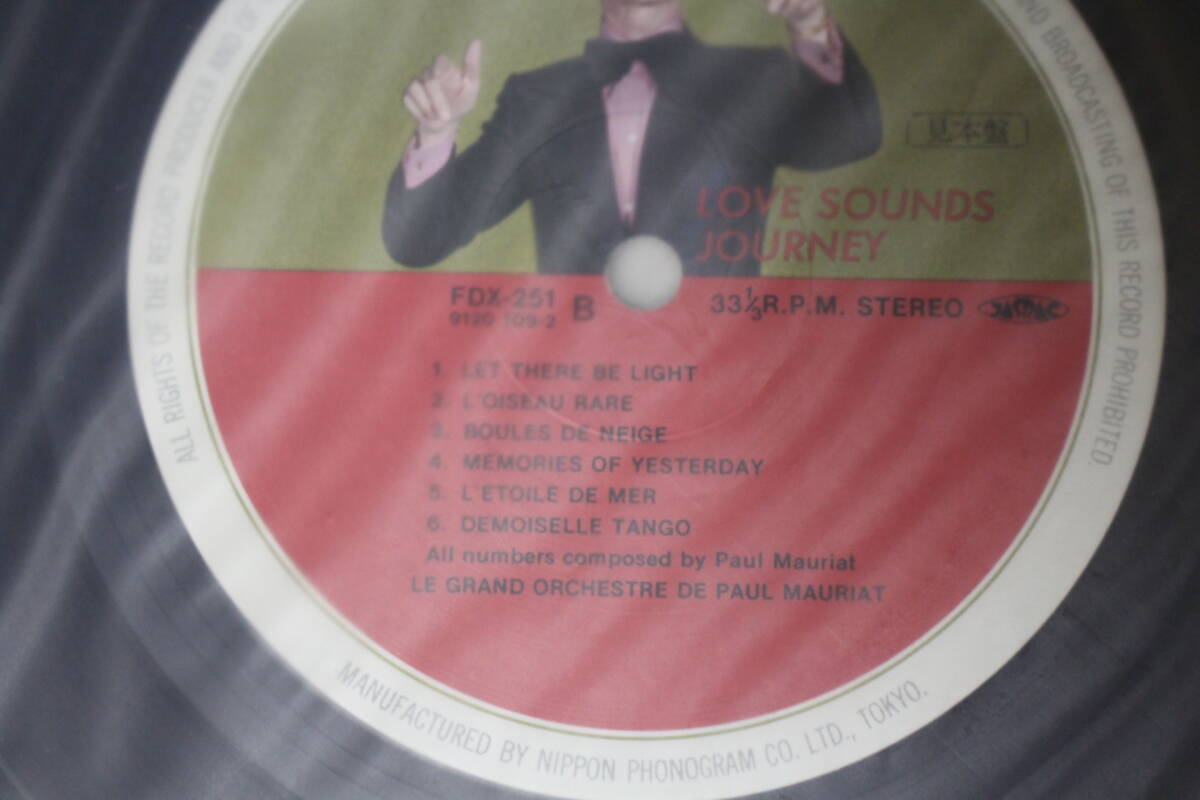 見本盤
LOVE SOUNDS
JOURNEY
FDX-251
9120 109-2
B
33⅓R.P.M. STEREO
JASRAC
1. LET THERE BE LIGHT
2. L'OISEAU RARE
3. BOULES DE NEIGE
4. MEMORIES OF YESTERDAY
5. L'ETOILE DE MER
6. DEMOISELLE TANGO
All numbers composed by Paul Mauriat
LE GRAND ORCHESTRE DE PAUL MAURIAT
ALL RIGHTS OF THE RECORD PRODUCER AND OF
AND BROADCASTING OF THIS RECORD PROHIBITED.
MANUFACTURED BY NIPPON PHONOGRAM CO. LTD., TOKYO.